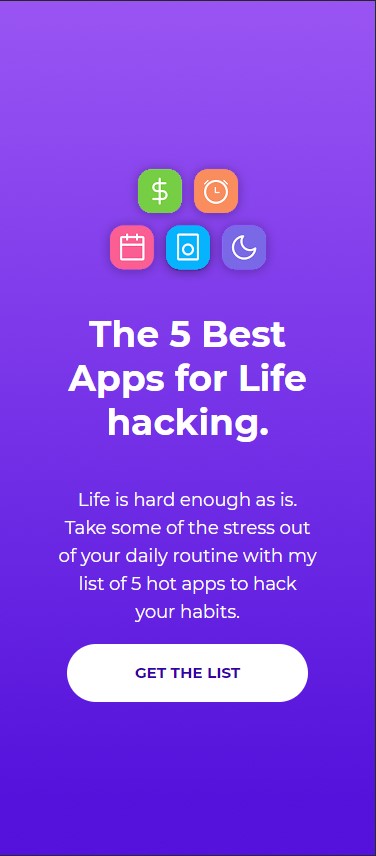 The 5 Best
Apps for Life
hacking.
Life is hard enough as is.
Take some of the stress out
of your daily routine with my
list of 5 hot apps to hack
your habits.
GET THE LIST